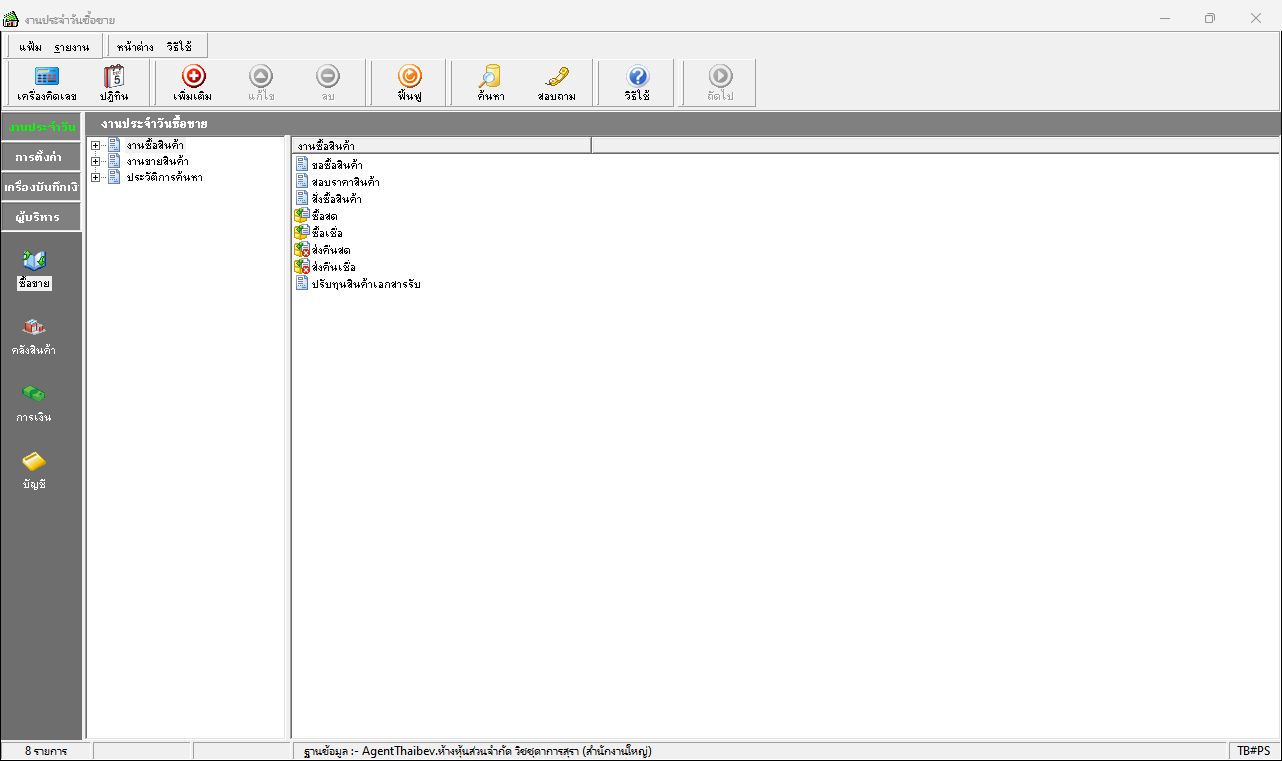 งานประจำวันซื้อขาย
แฟ้ม รายงาน หน้าต่าง วิธีใช้
เครื่องคิดเลข ปฏิทิน เพิ่มเติม แก้ไข ลบ ฟื้นฟู ค้นหา สอบถาม วิธีใช้ ถัดไป
งานประจำวัน
การตั้งค่า
เครื่องบันทึกเงิ
ผู้บริหาร
ซื้อขาย
คลังสินค้า
การเงิน
บัญชี
งานประจำวันซื้อขาย
งานซื้อสินค้า
งานขายสินค้า
ประวัติการค้นหา
งานซื้อสินค้า
ขอซื้อสินค้า
สอบราคาสินค้า
สั่งซื้อสินค้า
ซื้อสด
ซื้อเชื่อ
ส่งคืนสด
ส่งคืนเชื่อ
ปรับทุนสินค้าเอกสารรับ
8 รายการ ฐานข้อมูล :- AgentThaibev.ห้างหุ้นส่วนจำกัด วิชชุดาการสุรา (สำนักงานใหญ่) TB#PS